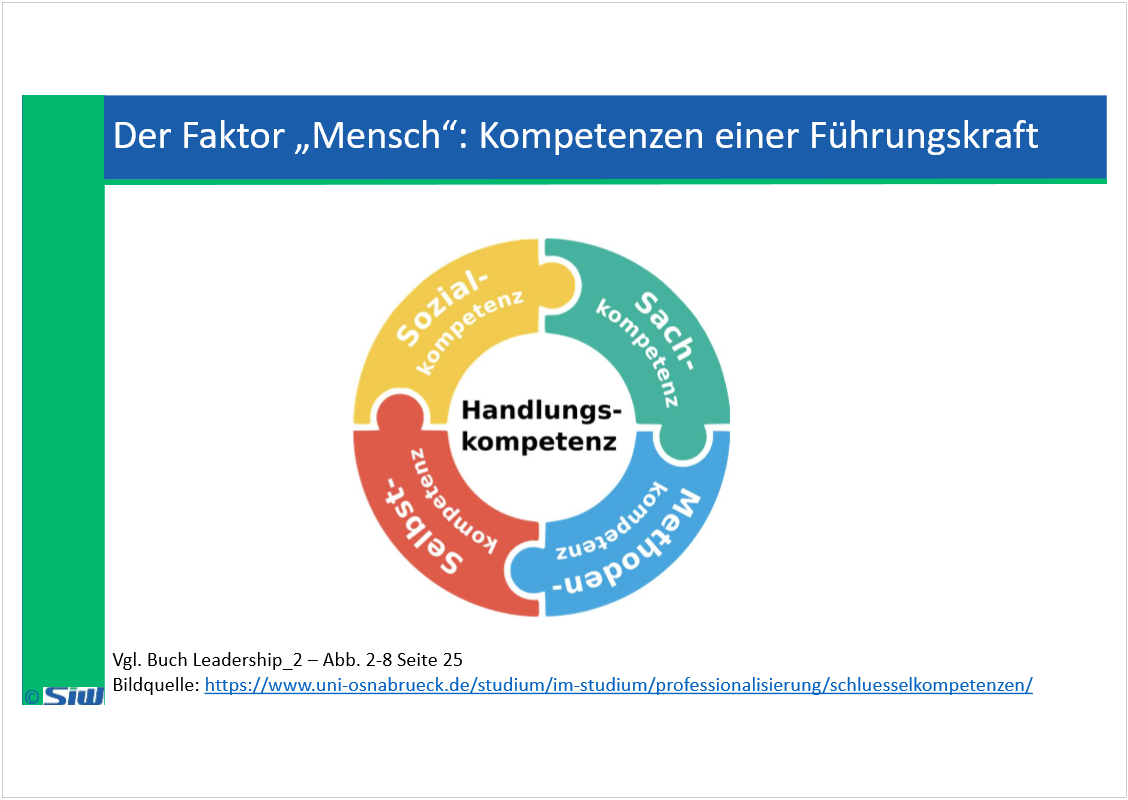 Der Faktor „Mensch“: Kompetenzen einer Führungskraft
Sozial-
kompetenz
Sach-
kompetenz
Handlungs-
kompetenz
Selbst-
kompetenz
Methoden-
kompetenz
Vgl. Buch Leadership_2 – Abb. 2-8 Seite 25
Bildquelle: https://www.uni-osnabrueck.de/studium/im-studium/professionalisierung/schluesselkompetenzen/
© SIW